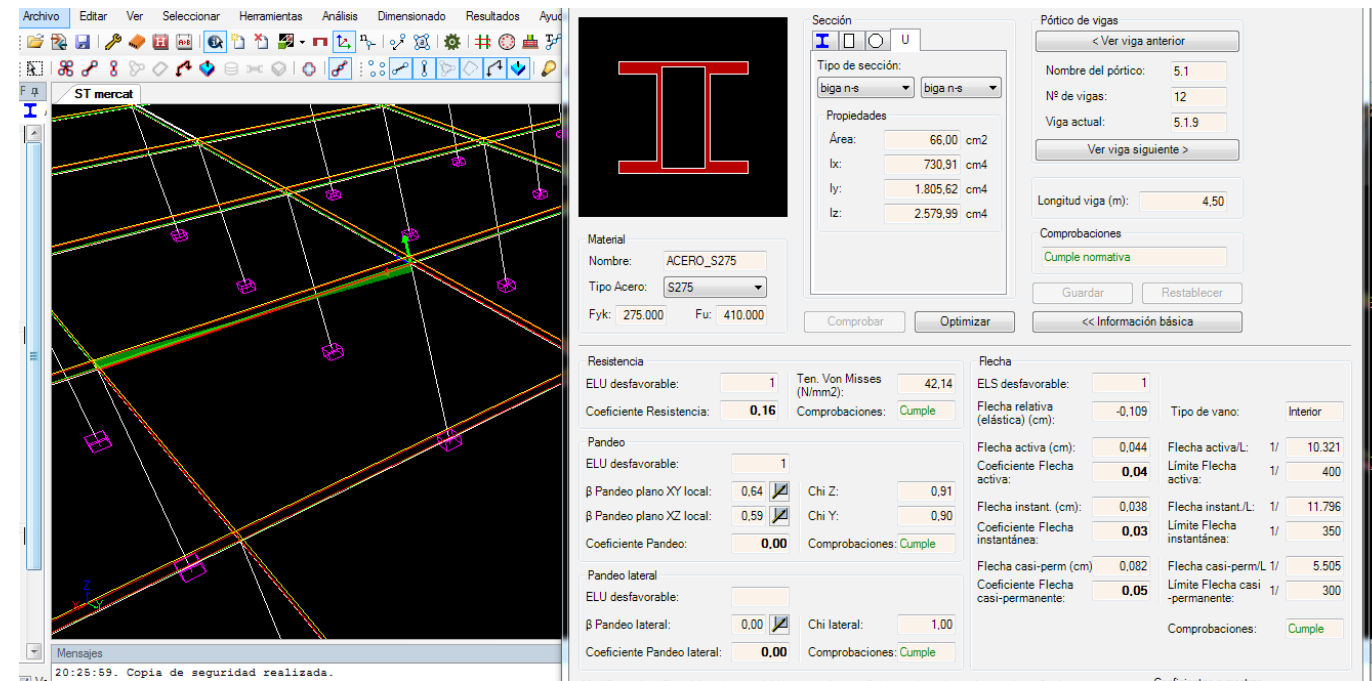 Archivo Editar Ver Seleccionar Herramientas Análisis Dimensionado Resultados
ST mercat
Z
X Y
Mensajes
20:25:59. Copia de seguridad realizada.
Sección
U
Tipo de sección:
biga n-s biga n-s
Propiedades
Área: 66,00 cm2
Ix: 730,91 cm4
Iy: 1.805,62 cm4
Iz: 2.579,99 cm4
Pórtico de vigas
< Ver viga anterior
Nombre del pórtico: 5.1
Nº de vigas: 12
Viga actual: 5.1.9
Ver viga siguiente >
Longitud viga (m): 4,50
Comprobaciones
Cumple normativa
Guardar Restablecer
<< Información básica
Material
Nombre: ACERO_S275
Tipo Acero: S275
Fyk: 275.000 Fu: 410.000
Comprobar Optimizar
Resistencia
ELU desfavorable: 1 Ten. Von Misses (N/mm2): 42,14
Coeficiente Resistencia: 0,16 Comprobaciones: Cumple
Pandeo
ELU desfavorable: 1
β Pandeo plano XY local: 0,64 Chi Z: 0,91
β Pandeo plano XZ local: 0,59 Chi Y: 0,90
Coeficiente Pandeo: 0,00 Comprobaciones: Cumple
Pandeo lateral
ELU desfavorable:
β Pandeo lateral: 0,00 Chi lateral: 1,00
Coeficiente Pandeo lateral: 0,00 Comprobaciones: Cumple
Flecha
ELS desfavorable: 1
Flecha relativa (elástica) (cm): -0,109 Tipo de vano: Interior
Flecha activa (cm): 0,044 Flecha activa/L: 1/ 10.321
Coeficiente Flecha activa: 0,04 Límite Flecha activa: 1/ 400
Flecha instant. (cm): 0,038 Flecha instant./L: 1/ 11.796
Coeficiente Flecha instantánea: 0,03 Límite Flecha instantánea: 1/ 350
Flecha casi-perm (cm) 0,082 Flecha casi-perm/L 1/ 5.505
Coeficiente Flecha casi-permanente: 0,05 Límite Flecha casi -permanente: 1/ 300
Comprobaciones: Cumple